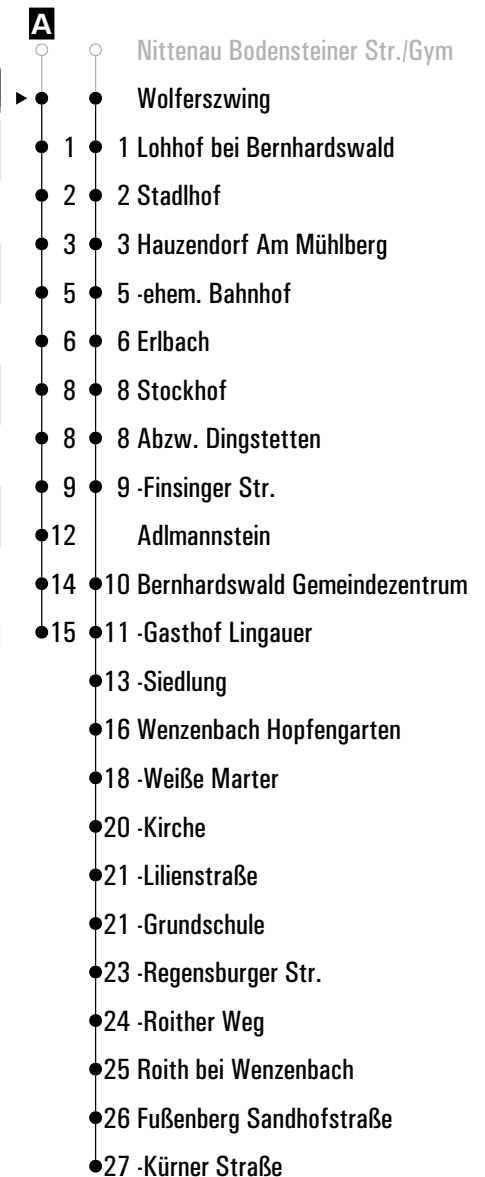 A
Nittenau Bodensteiner Str./Gym
Wolferszwing
1 1 Lohhof bei Bernhardswald
2 2 Stadlhof
3 3 Hauzendorf Am Mühlberg
5 5 -ehem. Bahnhof
6 6 Erlbach
8 8 Stockhof
8 8 Abzw. Dingstetten
9 9 -Finsinger Str.
12 Adlmannstein
14 10 Bernhardswald Gemeindezentrum
15 11 -Gasthof Lingauer
13 -Siedlung
16 Wenzenbach Hopfengarten
18 -Weiße Marter
20 -Kirche
21 -Lilienstraße
21 -Grundschule
23 -Regensburger Str.
24 -Roither Weg
25 Roith bei Wenzenbach
26 Fußenberg Sandhofstraße
27 -Kürner Straße